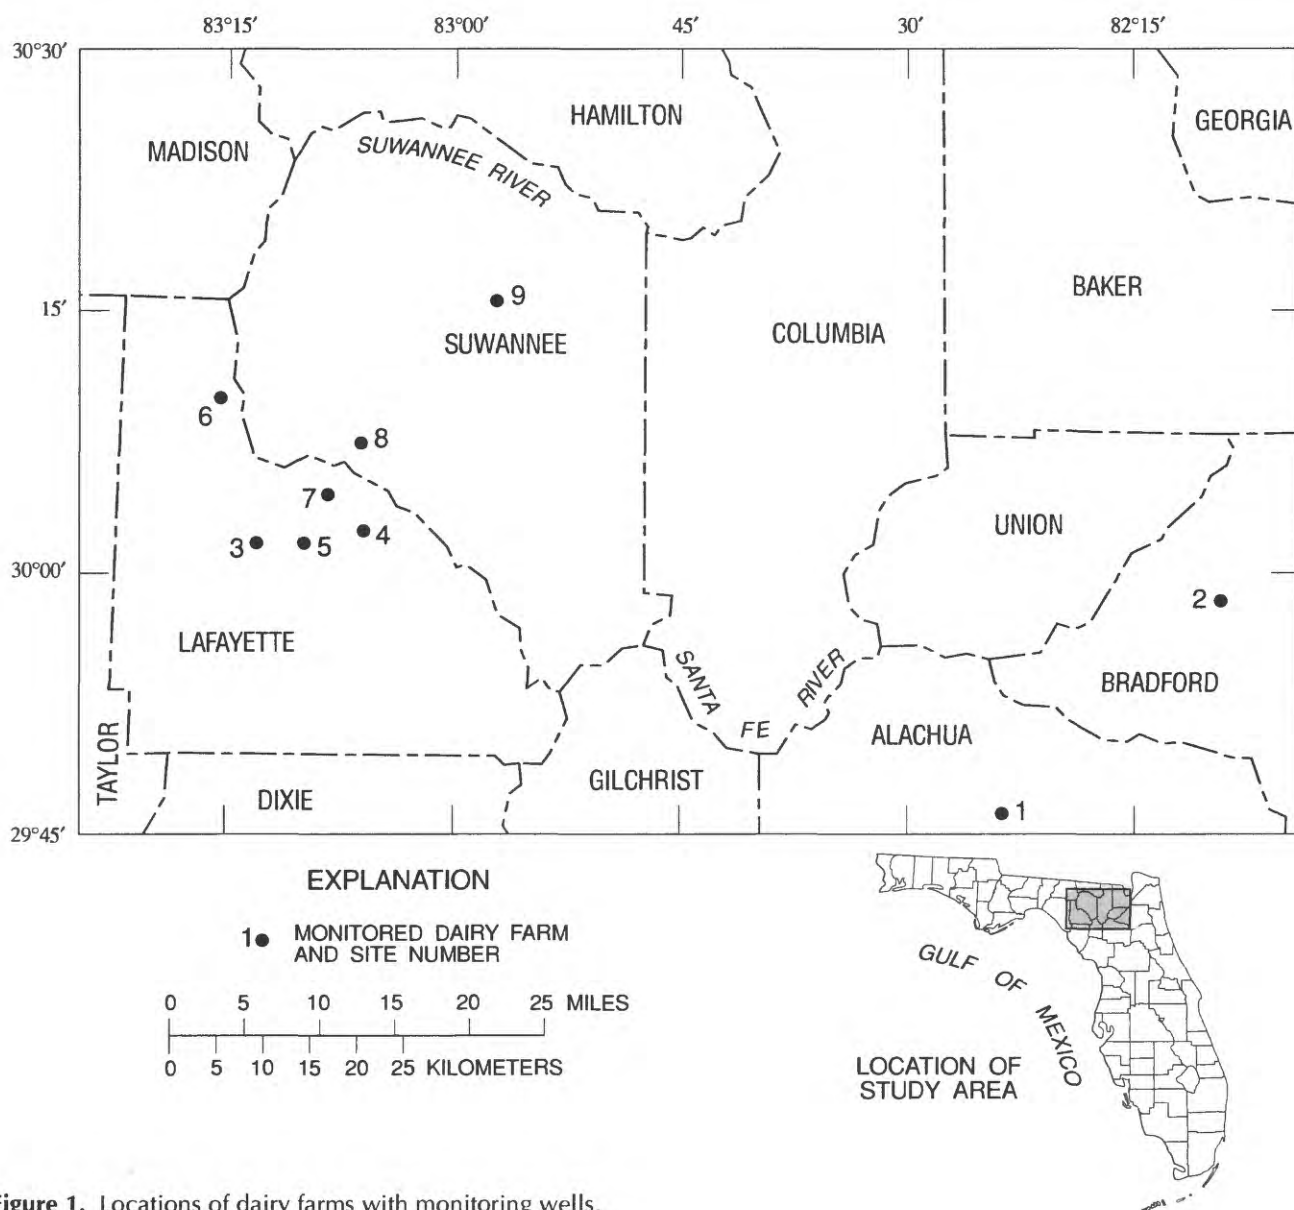 83°15′ 83°00′ 45′ 30′ 82°15′
30°30′
HAMILTON
GEORGIA
MADISON
SUWANNEE RIVER
BAKER
15′
9
SUWANNEE
COLUMBIA
6
8
7
4
3
5
UNION
30°00′
2
LAFAYETTE
SANTA FE RIVER
BRADFORD
TAYLOR
ALACHUA
GILCHRIST
DIXIE
1
29°45′
EXPLANATION
1 MONITORED DAIRY FARM
AND SITE NUMBER
0 5 10 15 20 25 MILES
0 5 10 15 20 25 KILOMETERS
GULF OF MEXICO
LOCATION OF
STUDY AREA
igure 1. Locations of dairy farms with monitoring wells.